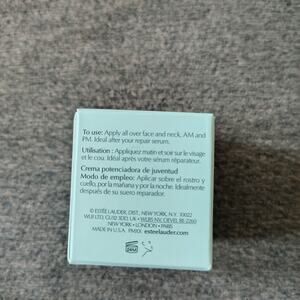 To use: Apply all over face and neck, AM and
PM. Ideal after your repair serum.
Utilisation : Appliquez matin et soir sur le visage
et le cou. Idéal après votre sérum réparateur.
Crema potenciadora de juventud
Modo de empleo: Aplicar sobre el rostro y
cuello, por la mañana y por la noche. Idealmente
después de su suero reparador.
© ESTĒE LAUDER, DIST., NEW YORK, N.Y. 10022
NEW YORK • LONDON • PARIS
MADE IN U.S.A. esteelauder.com